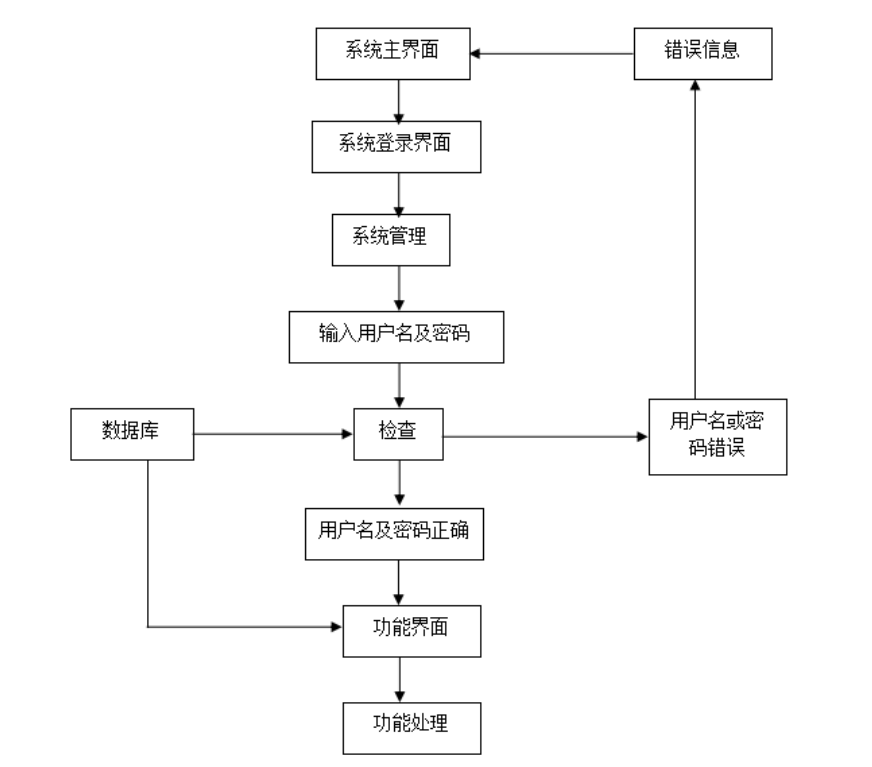 系统主界面
错误信息
系统登录界面
系统管理
输入用户名及密码
数据库
检查
用户名或密
码错误
用户名及密码正确
功能界面
功能处理